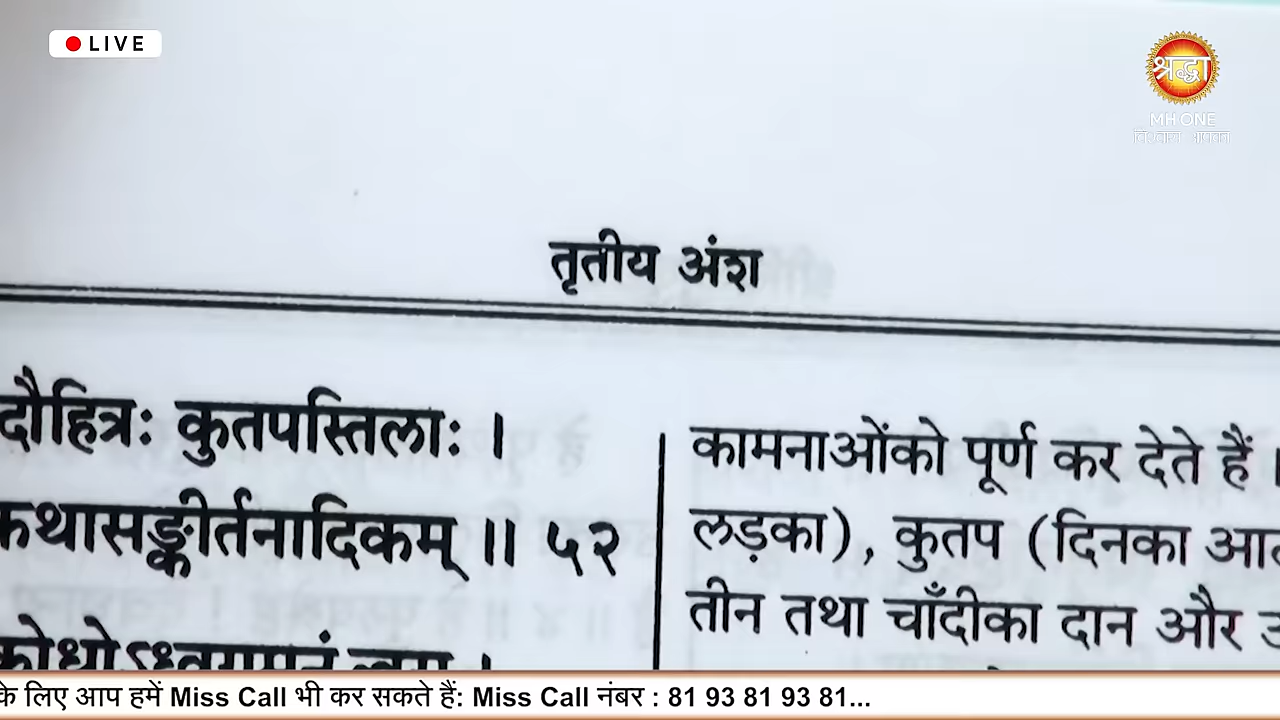 LIVE
श्रद्धा
MH ONE
तृतीय अंश
दौहित्रः कुतपस्तिलाः ।
कथासङ्कीर्तनादिकम् ॥ ५२
कामनाओंको पूर्ण कर देते हैं ।
लड़का), कुतप (दिनका
तीन तथा चाँदीका दान और
के लिए आप हमें Miss Call भी कर सकते हैं: Miss Call नंबर : 81 93 81 93 81...